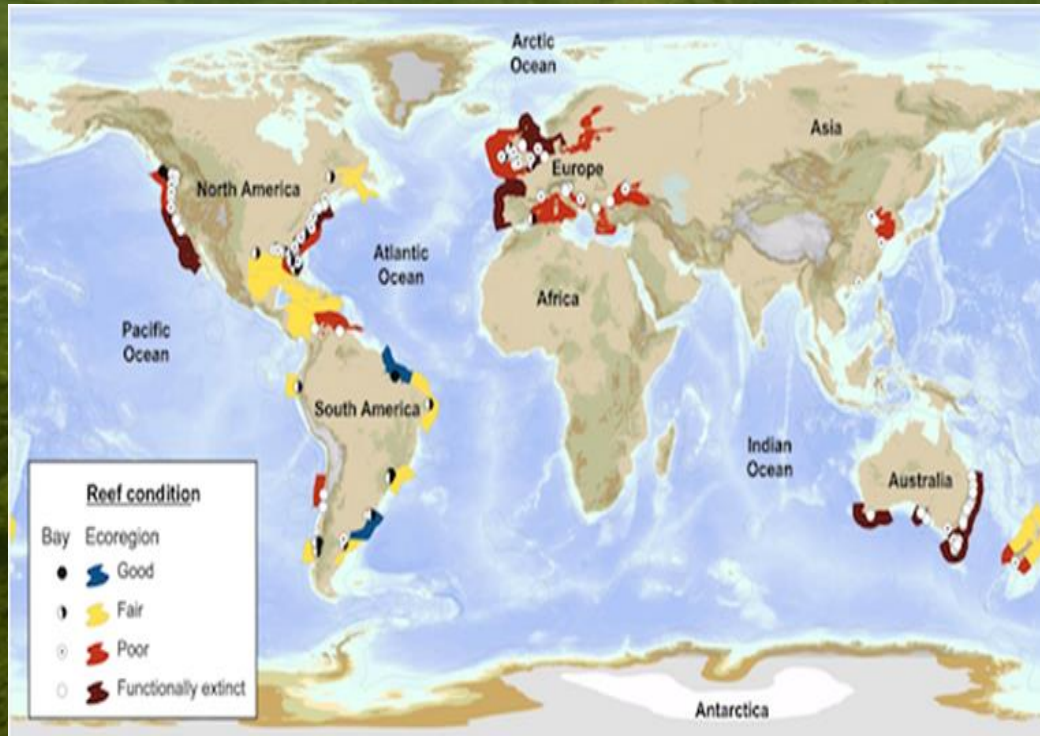 Arctic
Ocean
Asia
Europe
North America
Atlantic
Ocean
Africa
Pacific
Ocean
South America
Indian
Ocean
Australia
Reef condition
Bay Ecoregion
Good
Fair
Poor
Functionally extinct
Antarctica